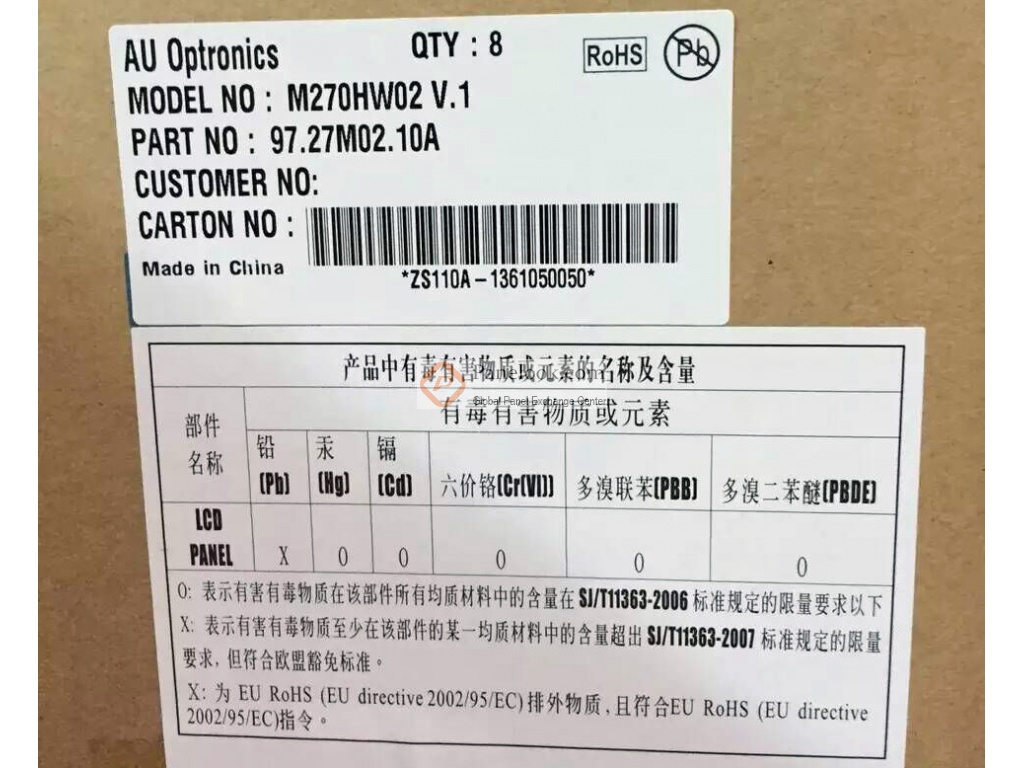 AU Optronics
QTY : 8
RoHS
Pb
MODEL NO : M270HW02 V.1
PART NO : 97.27M02.10A
CUSTOMER NO:
CARTON NO :
Made in China
*ZS110A-1361050050*
产品中有毒有害物质或元素的名称及含量
Panelook.com
Global Panel Exchange Center
有毒有害物质或元素
部件
名称
铅
(Pb)
汞
(Hg)
镉
(Cd)
六价铬(Cr(VI))
多溴联苯(PBB)
多溴二苯醚(PBDE)
LCD
PANEL X O O O O O
O: 表示有害有毒物质在该部件所有均质材料中的含量在 SJ/T11363-2006 标准规定的限量要求以下
X: 表示有害有毒物质至少在该部件的某一均质材料中的含量超出 SJ/T11363-2007 标准规定的限量
要求, 但符合欧盟豁免标准。
X: 为 EU RoHS (EU directive 2002/95/EC) 排外物质, 且符合EU RoHS (EU directive
2002/95/EC)指令。